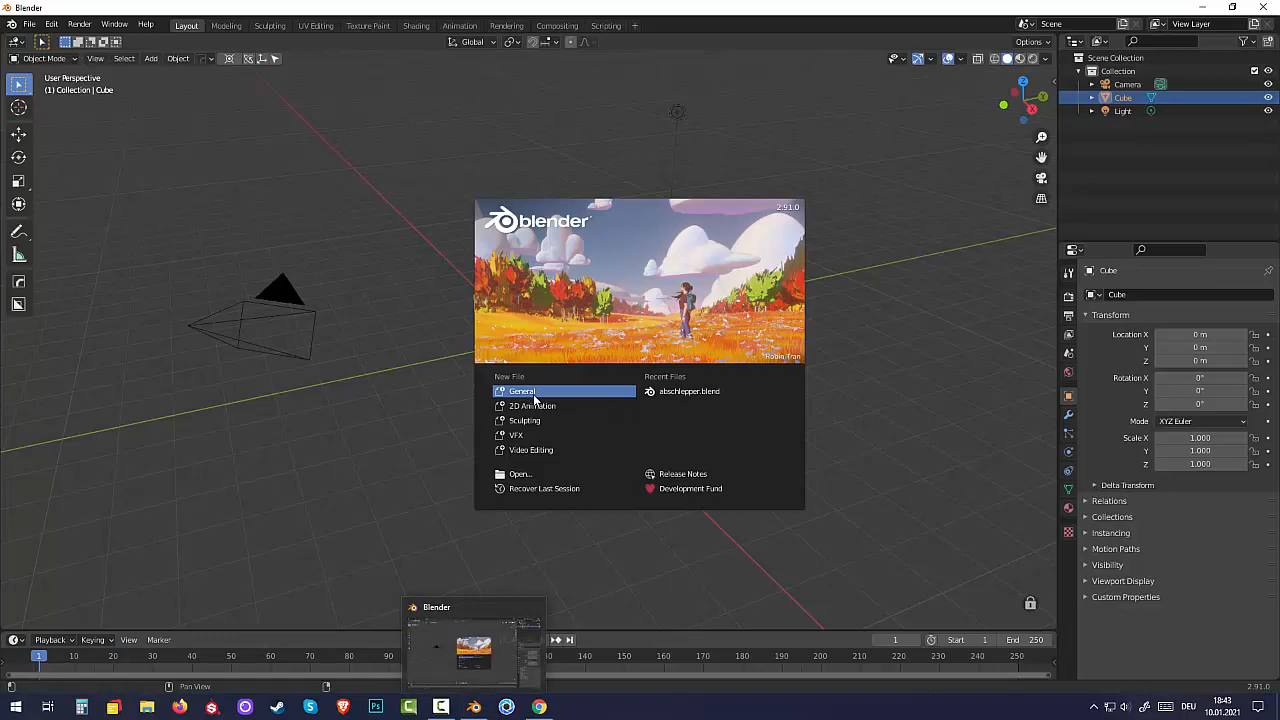 Blender
File Edit Render Window Help Layout Modeling Sculpting UV Editing Texture Paint Shading Animation Rendering Compositing Scripting + Scene View Layer
Global Options
Object Mode View Select Add Object
User Perspective
(1) Collection | Cube
Scene Collection
Collection
Camera
Cube
Light
Z
Y
X
blender
2.91.0
Robin Tran
New File
General
2D Animation
Sculpting
VFX
Video Editing
Open...
Recover Last Session
Recent Files
abschlepper.blend
Release Notes
Development Fund
Cube
Cube
Transform
Location X 0 m
Y 0 m
Z 0 m
Rotation X 0°
Y 0°
Z 0°
Mode XYZ Euler
Scale X 1.000
Y 1.000
Z 1.000
Delta Transform
Relations
Collections
Instancing
Motion Paths
Visibility
Viewport Display
Custom Properties
Blender
Playback Keying View Marker 1 Start 1 End 250
1 10 20 30 40 50 60 70 80 90 130 140 150 160 170 180 190 200 210 220 230 240 250
Pan View 2.91.0
Ps DEU 18:43
10.01.2021